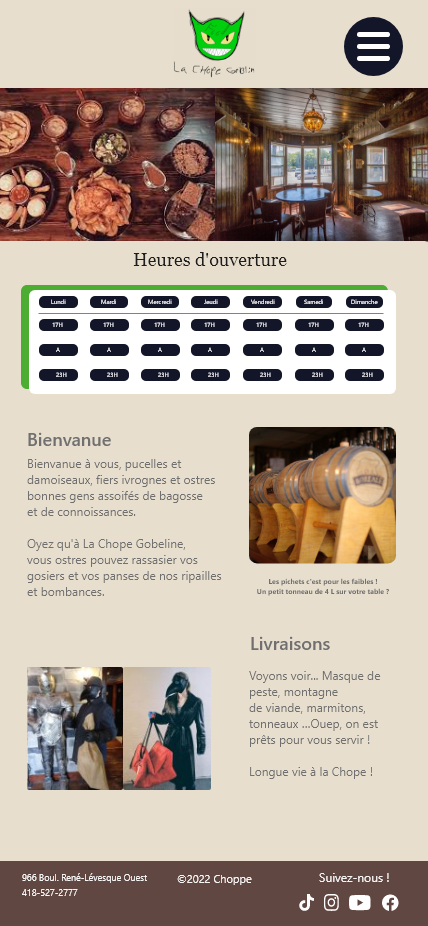 La Chope Gobeline
Heures d'ouverture
Lundi Mardi Mercredi Jeudi Vendredi Samedi Dimanche
17H 17H 17H 17H 17H 17H 17H
A A A A A A A
23H 23H 23H 23H 23H 23H 23H
Bienvanue
Bienvanue à vous, pucelles et
damoiseaux, fiers ivrognes et ostres
bonnes gens assoifés de bagosse
et de connoissances.
Oyez qu'à La Chope Gobeline,
vous ostres pouvez rassasier vos
gosiers et vos panses de nos ripailles
et bombances.
Les pichets c'est pour les faibles !
Un petit tonneau de 4 L sur votre table ?
Livraisons
Voyons voir... Masque de
peste, montagne
de viande, marmitons,
tonneaux ...Ouep, on est
prêts pour vous servir !
Longue vie à la Chope !
966 Boul. René-Lévesque Ouest
418-527-2777
©2022 Choppe
Suivez-nous !